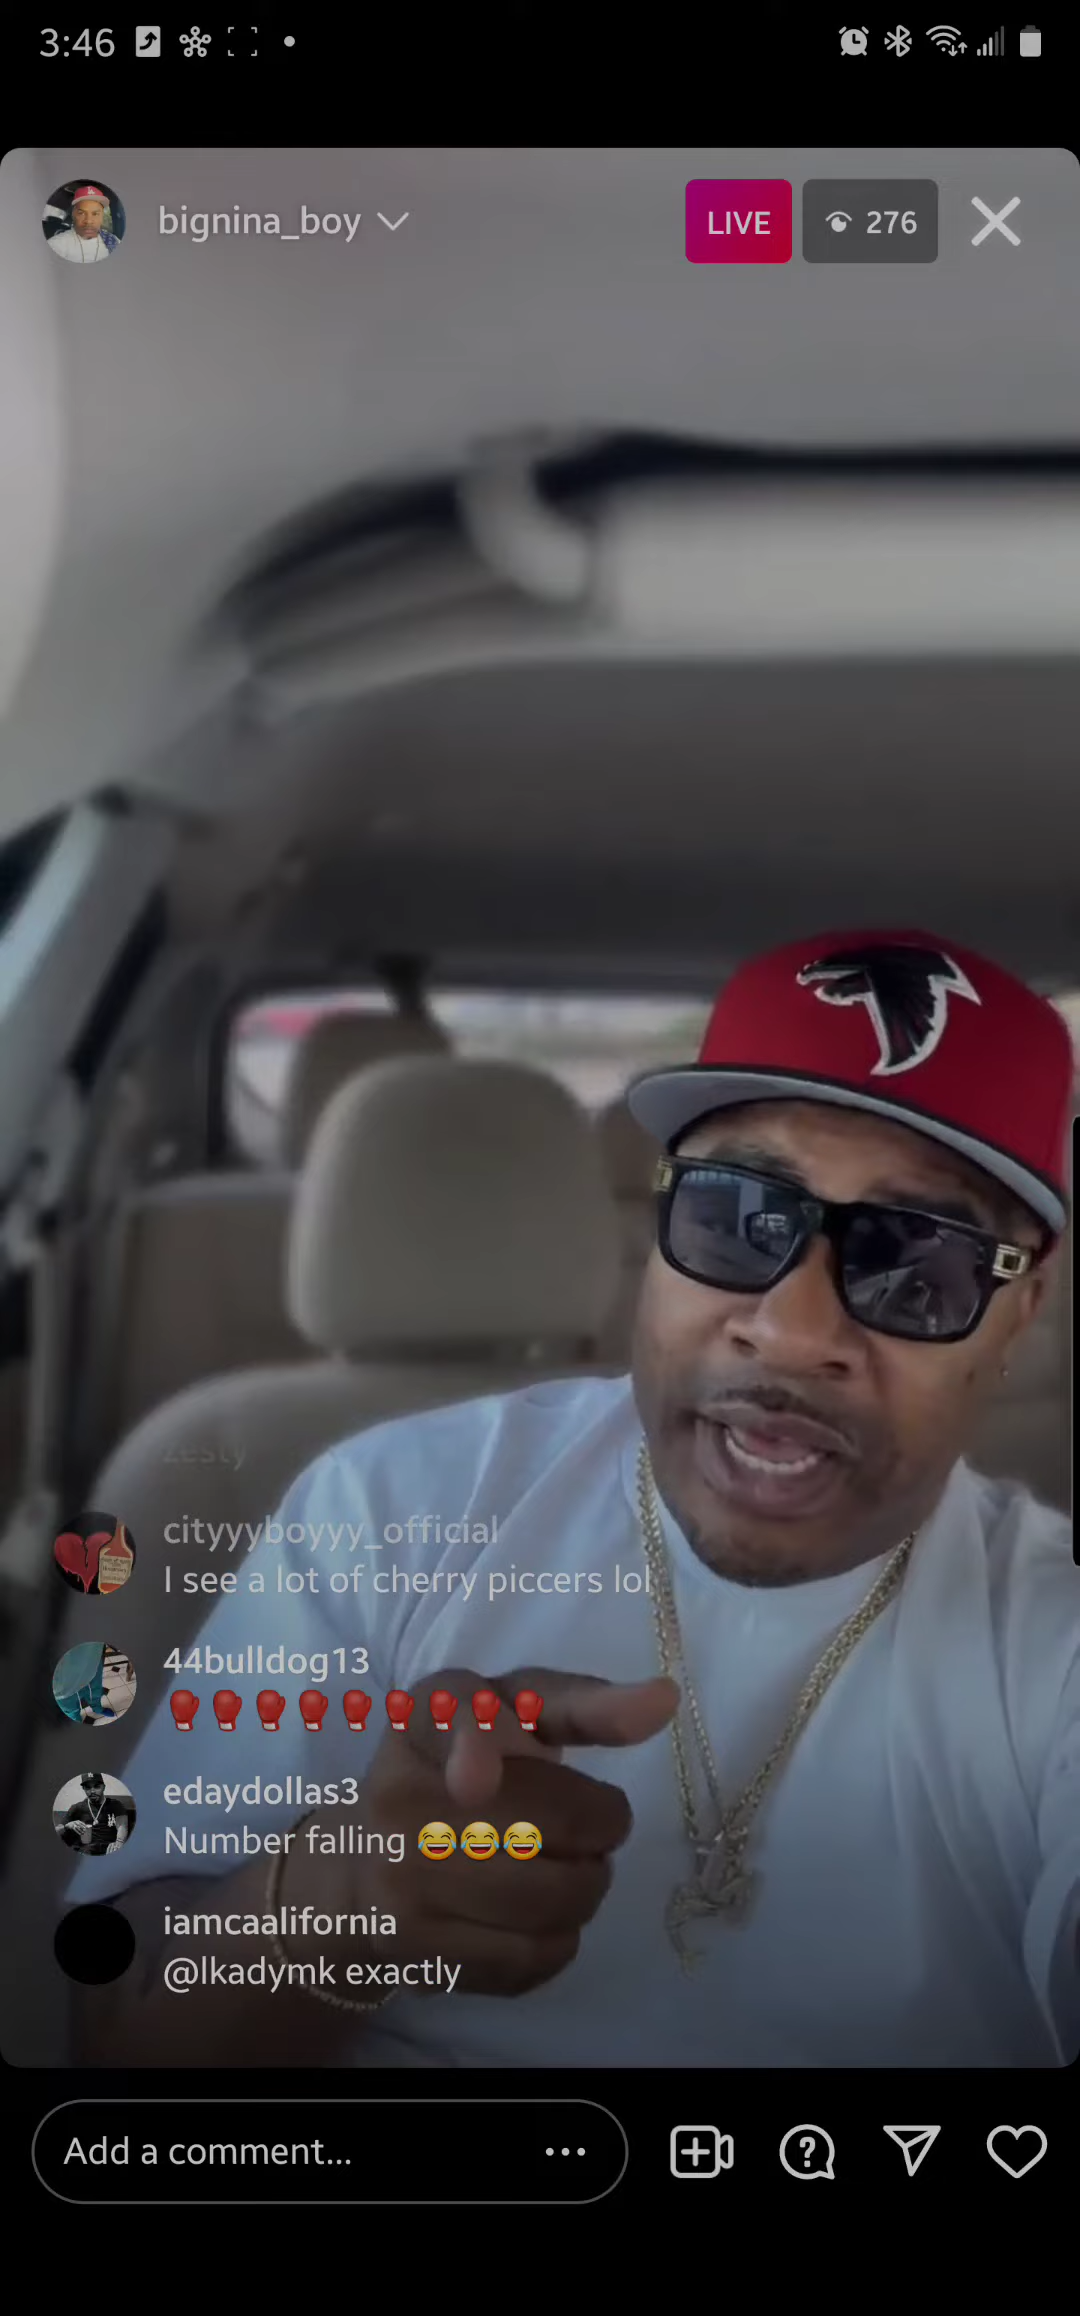 3:46
bignina_boy
LIVE
276
zesty
cityyyboyyy_official
I see a lot of cherry piccers lol
44bulldog13
🥊🥊🥊🥊🥊🥊🥊🥊🥊
edaydollas3
Number falling 😂😂😂
iamcaalifornia
@lkadymk exactly
Add a comment...